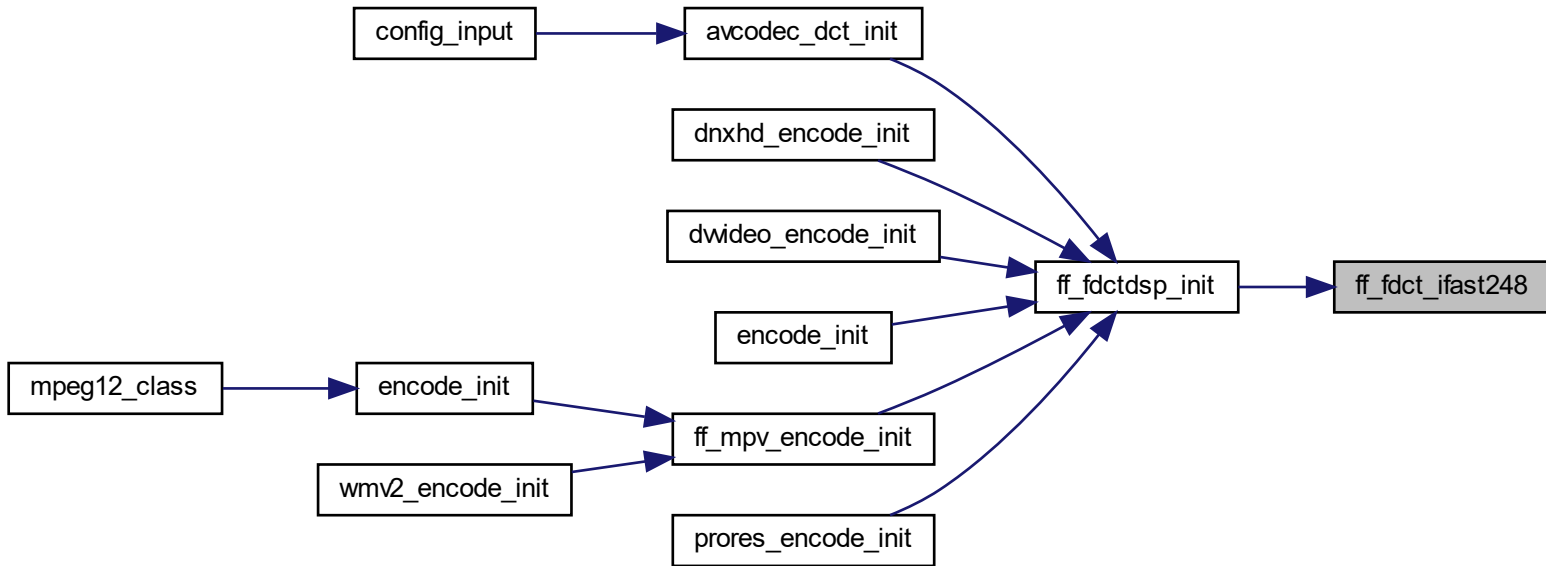 config_input
avcodec_dct_init
dnxhd_encode_init
dvvideo_encode_init
ff_fdctdsp_init
ff_fdct_ifast248
encode_init
mpeg12_class
encode_init
ff_mpv_encode_init
wmv2_encode_init
prores_encode_init